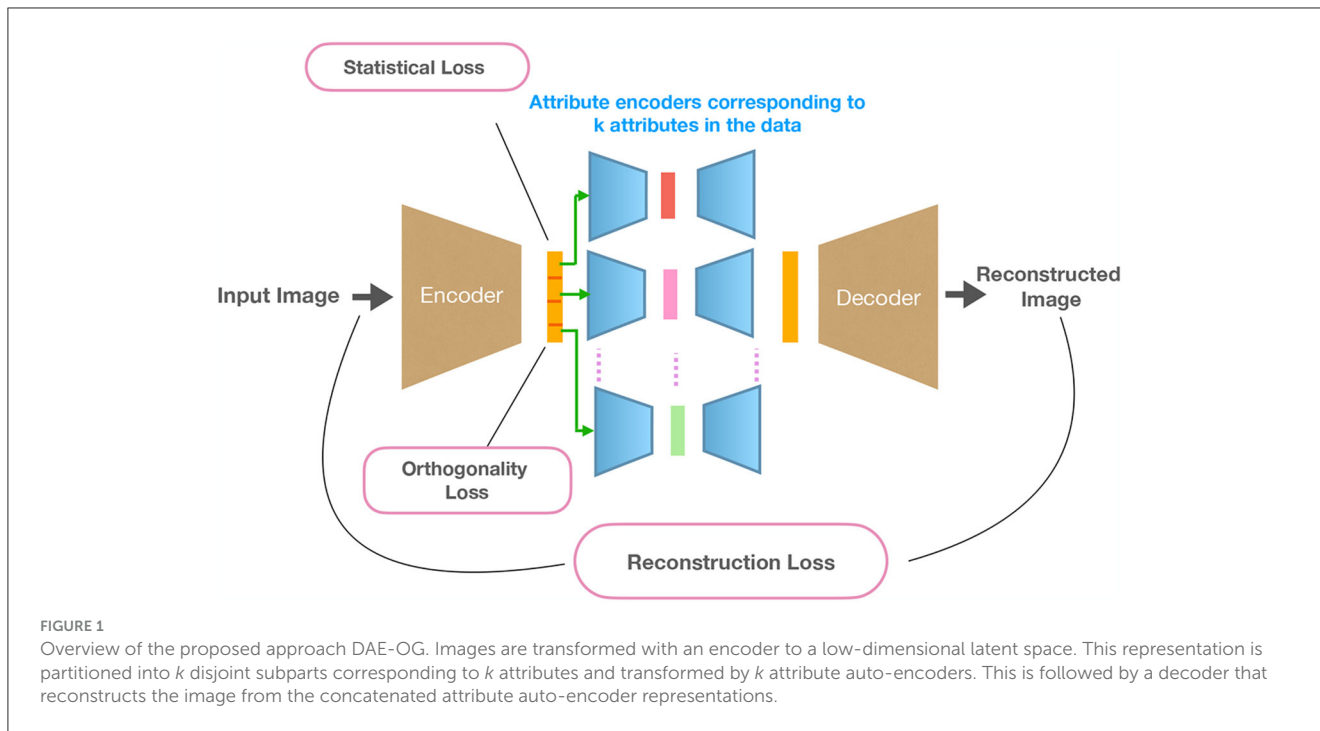 Statistical Loss
Attribute encoders corresponding to
k attributes in the data
Input Image
Encoder
Decoder
Reconstructed
Image
Orthogonality
Loss
Reconstruction Loss
FIGURE 1
Overview of the proposed approach DAE-OG. Images are transformed with an encoder to a low-dimensional latent space. This representation is
partitioned into k disjoint subparts corresponding to k attributes and transformed by k attribute auto-encoders. This is followed by a decoder that
reconstructs the image from the concatenated attribute auto-encoder representations.